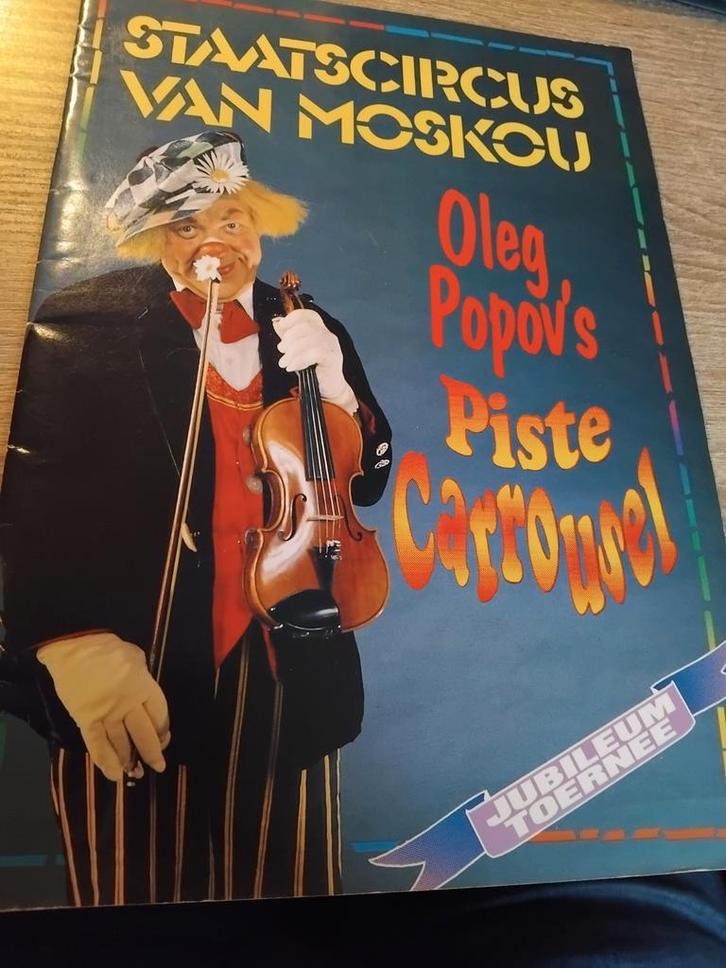 STAATSCIRCUS
VAN MOSKOU
Oleg
Popov's
Piste
Carrousel
JUBILEUM
TOERNEE